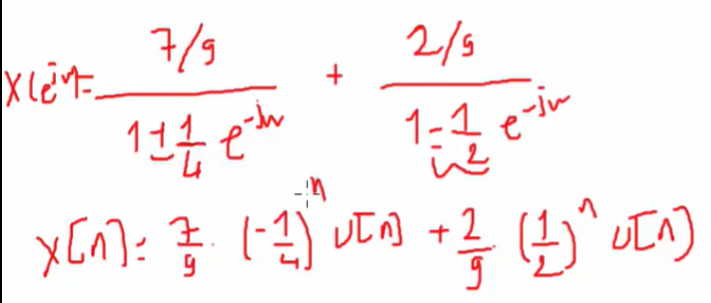 X(e^jw)= 7/9 / (1 + 1/4 e^-jw) + 2/9 / (1 - 1/2 e^-jw)
x[n]= 7/9 . (-1/4)^n u[n] + 2/9 . (1/2)^n u[n]